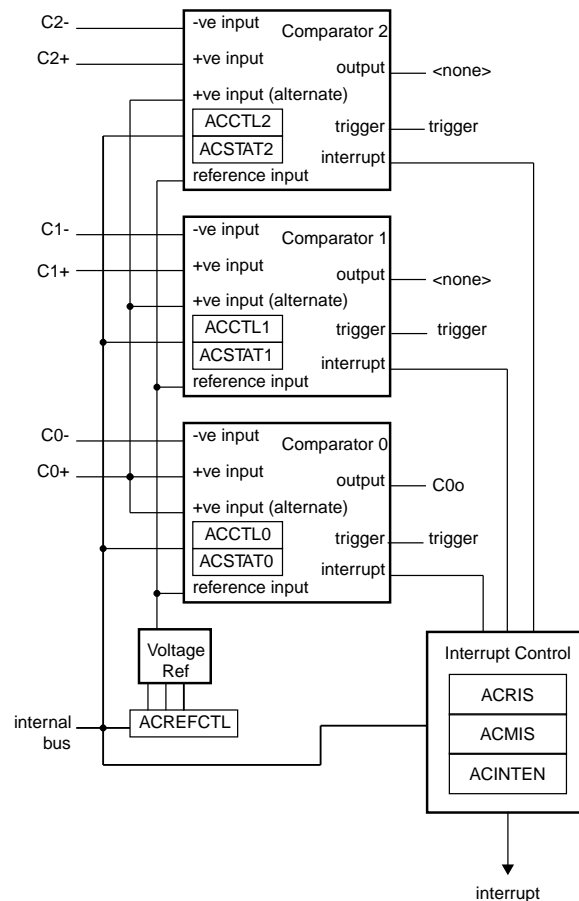 C2-
-ve input
Comparator 2
C2+
+ve input
output
<none>
+ve input (alternate)
ACCTL2
trigger
trigger
ACSTAT2
interrupt
reference input
C1-
-ve input
Comparator 1
C1+
+ve input
output
<none>
+ve input (alternate)
ACCTL1
trigger
trigger
ACSTAT1
interrupt
reference input
C0-
-ve input
Comparator 0
C0+
+ve input
output
C0o
+ve input (alternate)
ACCTL0
trigger
trigger
ACSTAT0
interrupt
reference input
Voltage
Ref
Interrupt Control
ACRIS
internal
bus
ACREFCTL
ACMIS
ACINTEN
interrupt